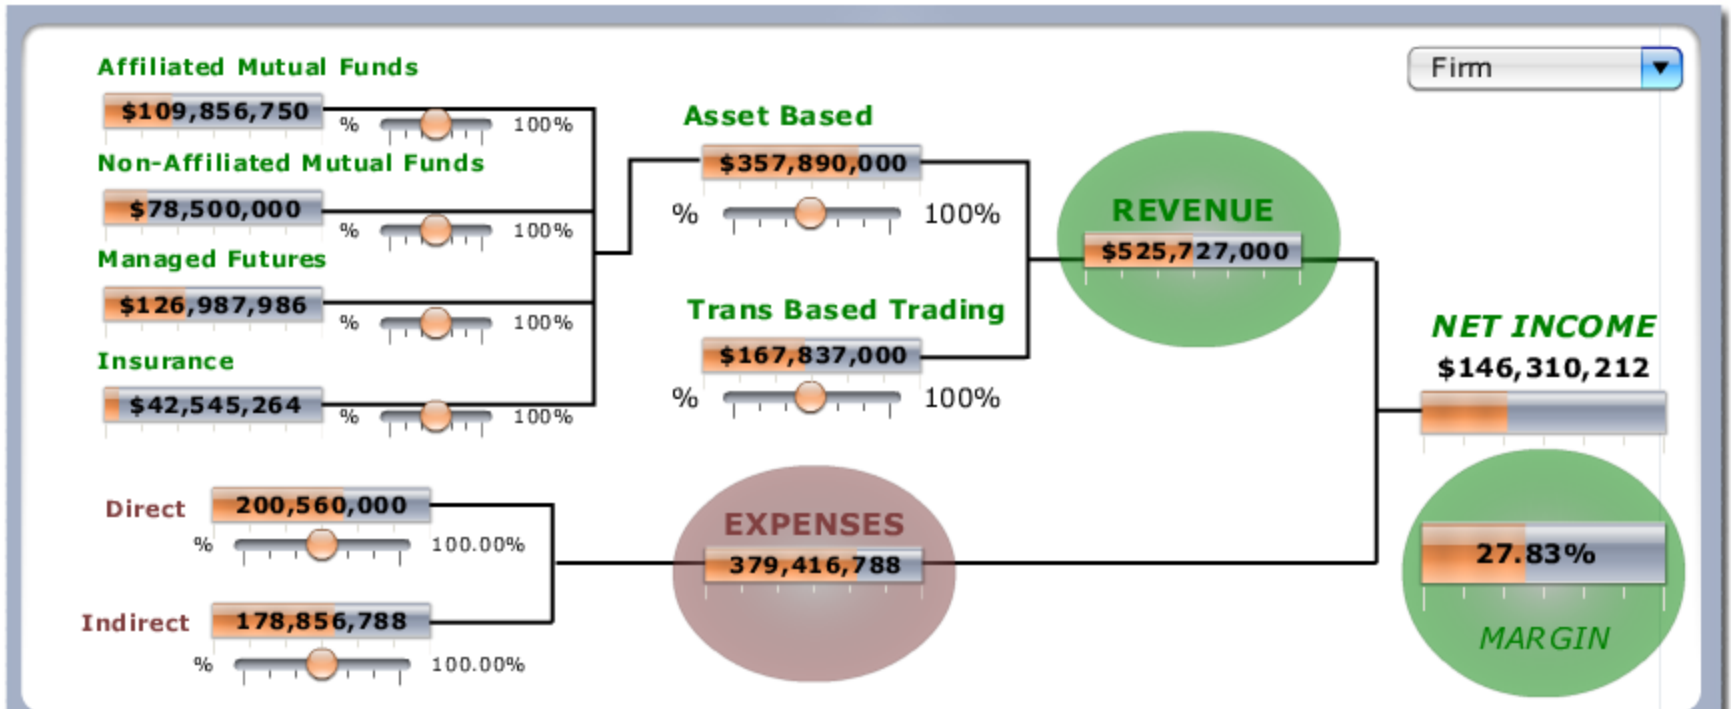 Firm
Affiliated Mutual Funds
$109,856,750
% 100%
Non-Affiliated Mutual Funds
$78,500,000
% 100%
Managed Futures
$126,987,986
% 100%
Insurance
$42,545,264
% 100%
Asset Based
$357,890,000
% 100%
Trans Based Trading
$167,837,000
% 100%
REVENUE
$525,727,000
Direct 200,560,000
% 100.00%
Indirect 178,856,788
% 100.00%
EXPENSES
379,416,788
NET INCOME
$146,310,212
27.83%
MARGIN